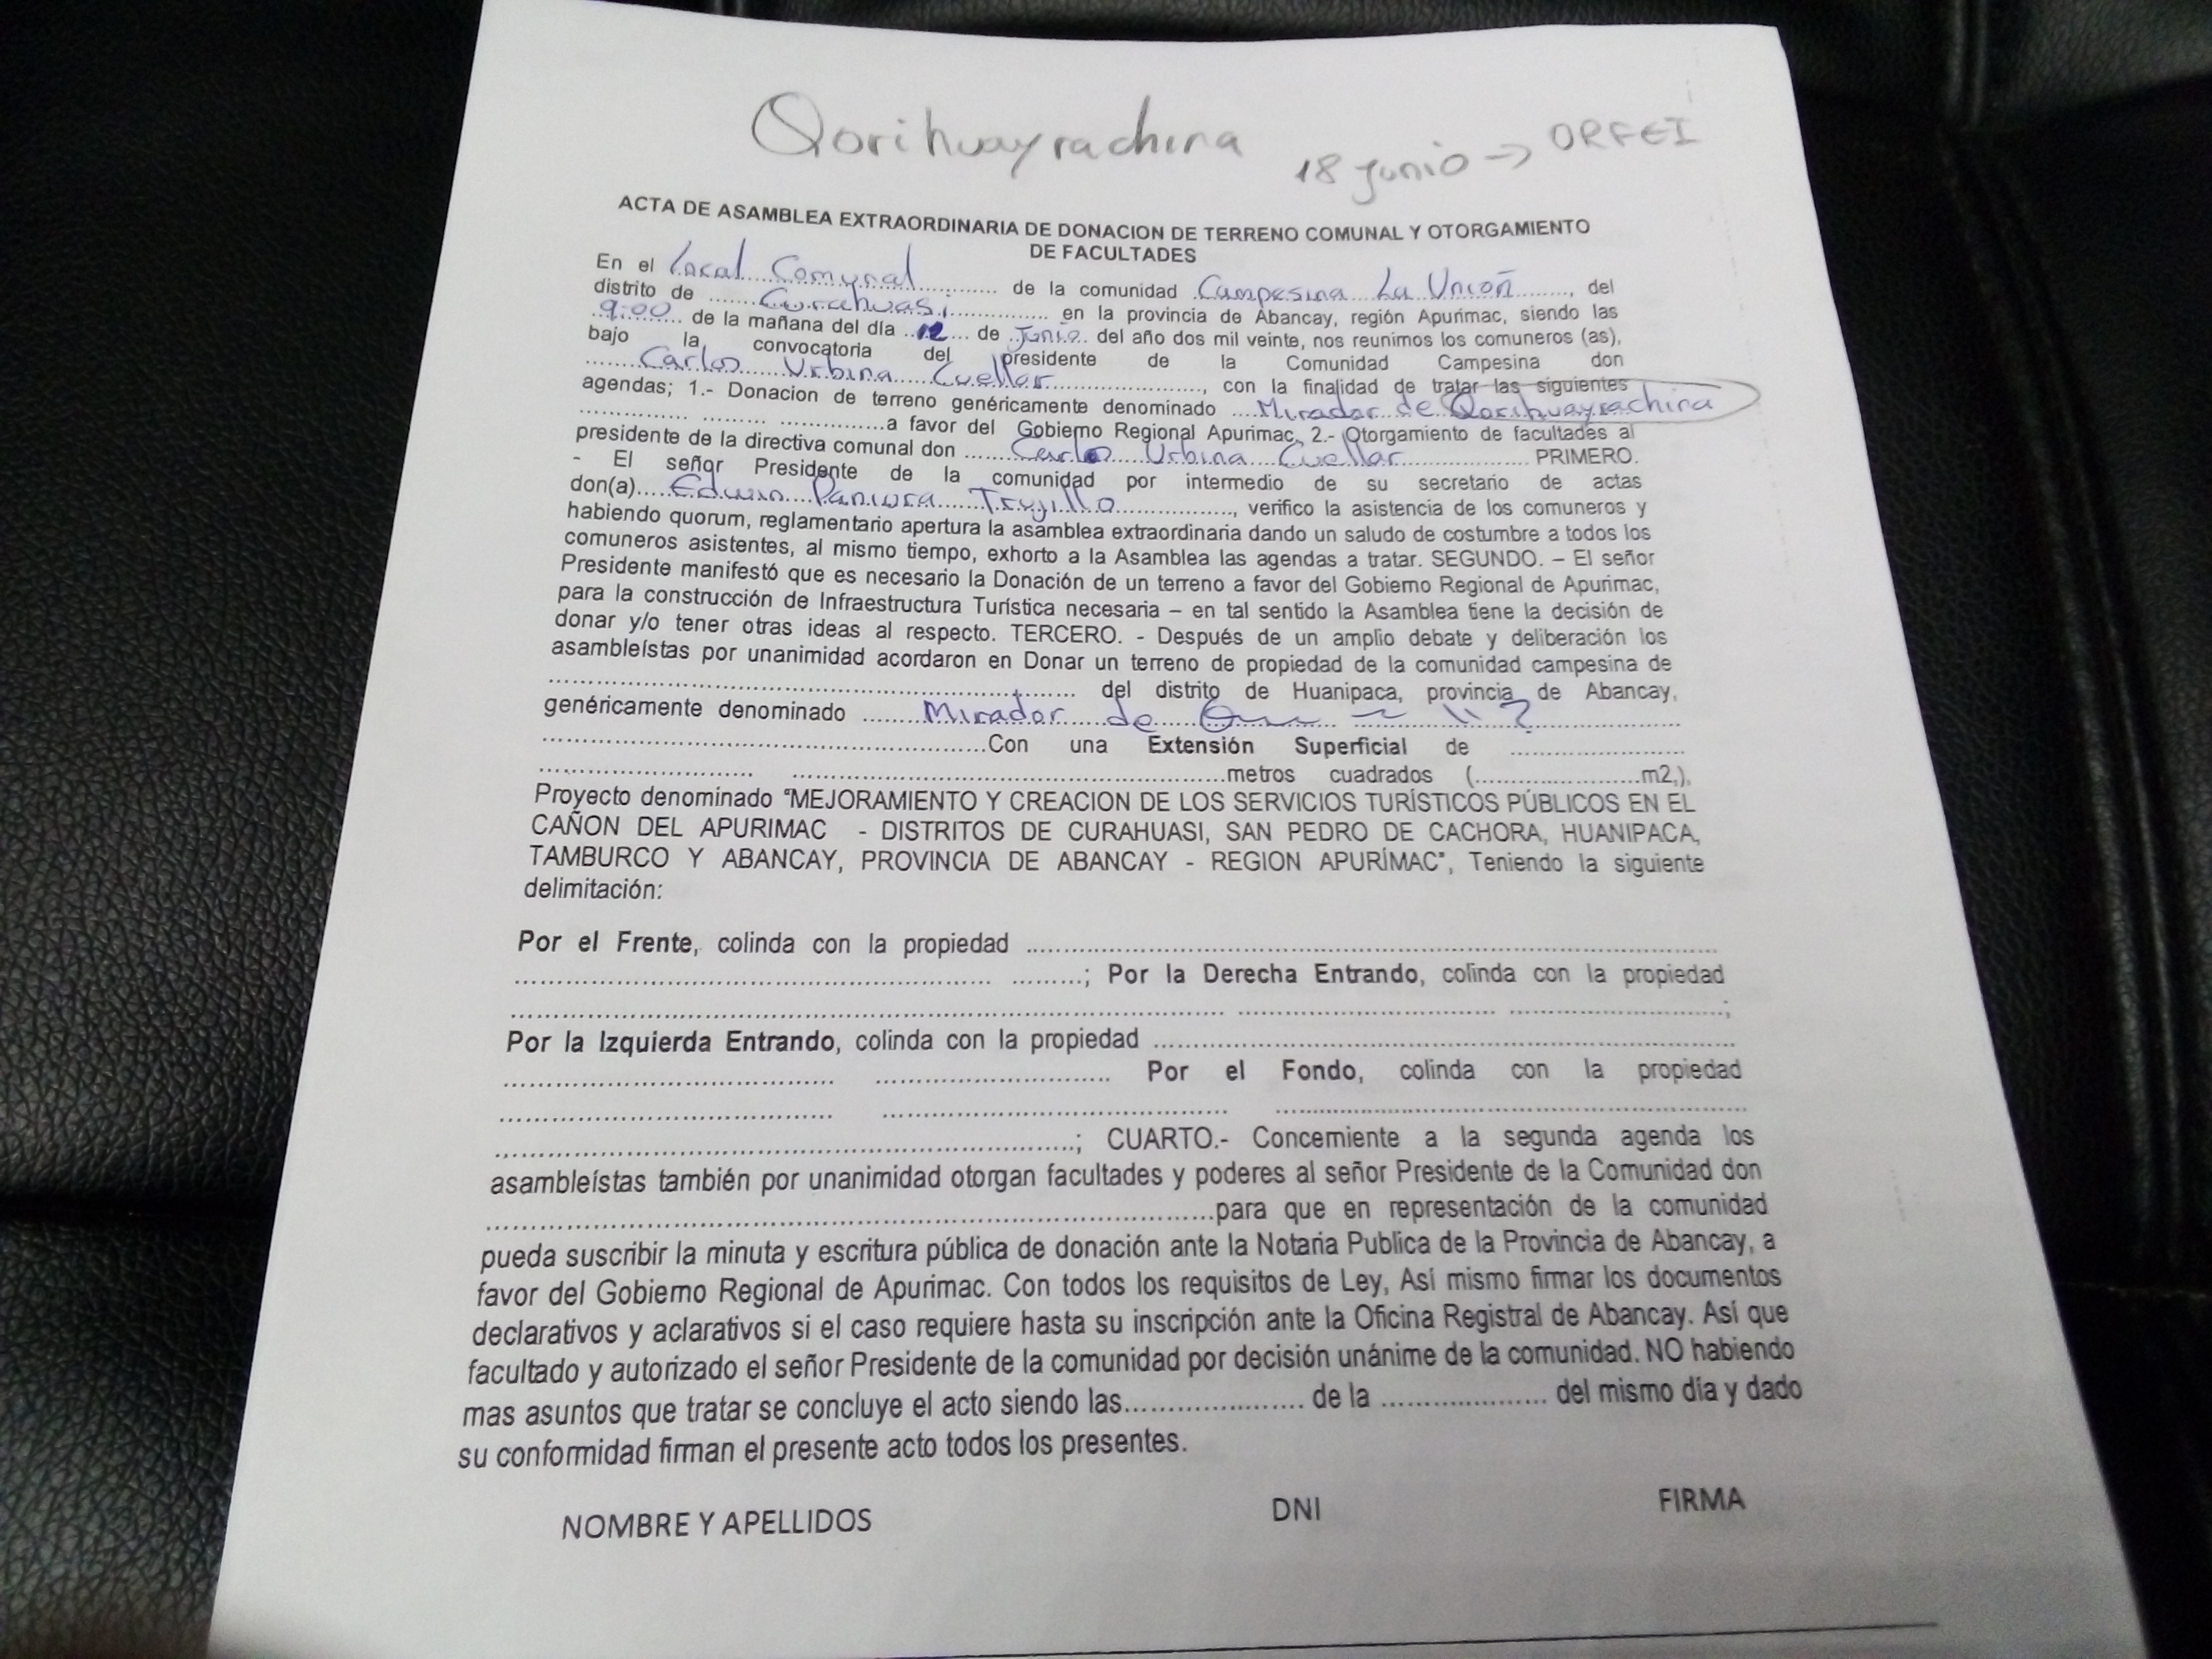 Qorihuayrachina 18 junio → ORFEI
ACTA DE ASAMBLEA EXTRAORDINARIA DE DONACION DE TERRENO COMUNAL Y OTORGAMIENTO
DE FACULTADES
En el Local Comunal de la comunidad Campesina La Unión, del
distrito de Curahuasi, en la provincia de Abancay, región Apurimac, siendo las
9:00 de la mañana del día 12 de Junio del año dos mil veinte, nos reunimos los comuneros (as),
bajo la convocatoria del presidente de la Comunidad Campesina don
Carlos Urbina Cuellar, con la finalidad de tratar las siguientes
agendas; 1.- Donacion de terreno genéricamente denominado Mirador de Qorihuayrachina
a favor del Gobierno Regional Apurimac, 2.- Otorgamiento de facultades al
presidente de la directiva comunal don Carlos Urbina Cuellar PRIMERO.
- El señor Presidente de la comunidad por intermedio de su secretario de actas
don(a) Edwin Paniura Trujillo, verifico la asistencia de los comuneros y
habiendo quorum, reglamentario apertura la asamblea extraordinaria dando un saludo de costumbre a todos los
comuneros asistentes, al mismo tiempo, exhorto a la Asamblea las agendas a tratar. SEGUNDO. – El señor
Presidente manifestó que es necesario la Donación de un terreno a favor del Gobierno Regional de Apurimac,
para la construcción de Infraestructura Turística necesaria – en tal sentido la Asamblea tiene la decisión de
donar y/o tener otras ideas al respecto. TERCERO. - Después de un amplio debate y deliberación los
asambleístas por unanimidad acordaron en Donar un terreno de propiedad de la comunidad campesina de
del distrito de Huanipaca, provincia de Abancay,
genéricamente denominado Mirador de
Con una Extensión Superficial de
metros cuadrados (m2,),
Proyecto denominado "MEJORAMIENTO Y CREACION DE LOS SERVICIOS TURÍSTICOS PÚBLICOS EN EL
CAÑON DEL APURIMAC - DISTRITOS DE CURAHUASI, SAN PEDRO DE CACHORA, HUANIPACA,
TAMBURCO Y ABANCAY, PROVINCIA DE ABANCAY - REGION APURÍMAC", Teniendo la siguiente
delimitación:
Por el Frente, colinda con la propiedad
; Por la Derecha Entrando, colinda con la propiedad
;
Por la Izquierda Entrando, colinda con la propiedad
Por el Fondo, colinda con la propiedad
; CUARTO.- Concerniente a la segunda agenda los
asambleístas también por unanimidad otorgan facultades y poderes al señor Presidente de la Comunidad don
para que en representación de la comunidad
pueda suscribir la minuta y escritura pública de donación ante la Notaria Publica de la Provincia de Abancay, a
favor del Gobierno Regional de Apurimac. Con todos los requisitos de Ley, Así mismo firmar los documentos
declarativos y aclarativos si el caso requiere hasta su inscripción ante la Oficina Registral de Abancay. Así que
facultado y autorizado el señor Presidente de la comunidad por decisión unánime de la comunidad. NO habiendo
mas asuntos que tratar se concluye el acto siendo las de la del mismo día y dado
su conformidad firman el presente acto todos los presentes.
NOMBRE Y APELLIDOS DNI FIRMA